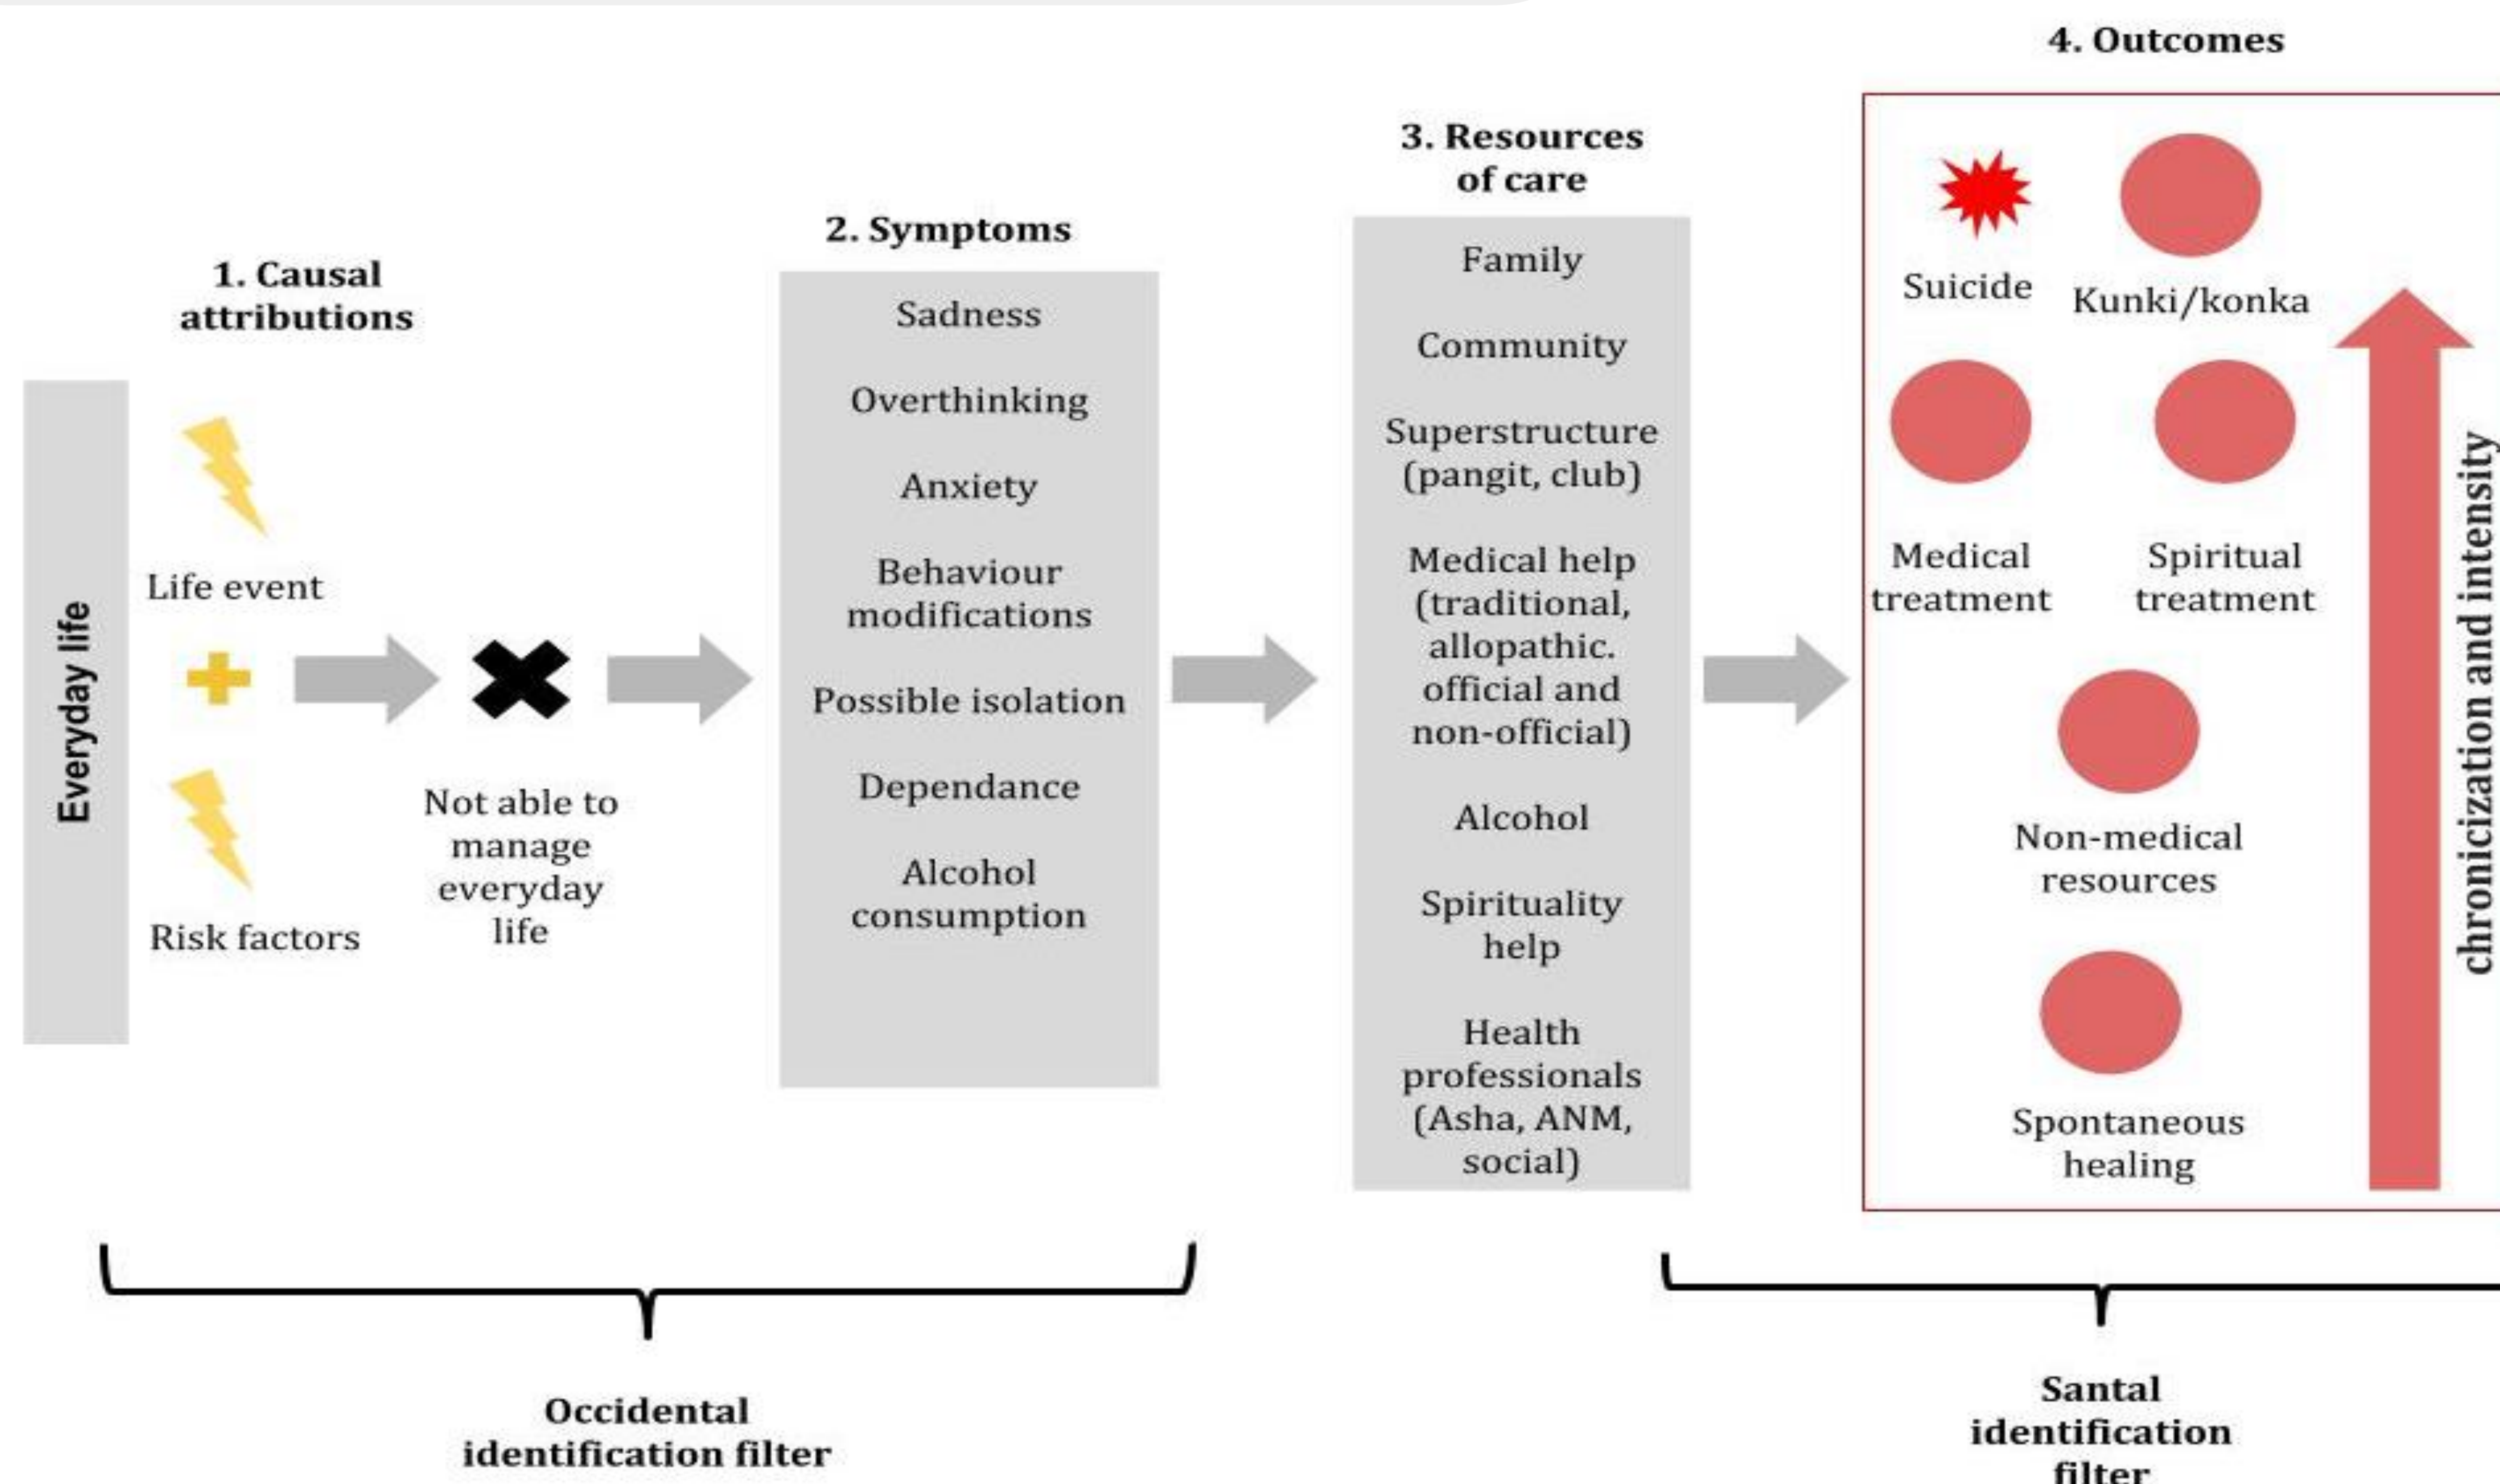 4. Outcomes
3. Resources
of care
2. Symptoms
1. Causal
attributions
Everyday life
Life event
Risk factors
Not able to
manage
everyday
life
Sadness
Overthinking
Anxiety
Behaviour
modifications
Possible isolation
Dependance
Alcohol
consumption
Family
Community
Superstructure
(pangit, club)
Medical help
(traditional,
allopathic.
official and
non-official)
Alcohol
Spirituality
help
Health
professionals
(Asha, ANM,
social)
Suicide
Kunki/konka
Medical
treatment
Spiritual
treatment
Non-medical
resources
Spontaneous
healing
chronicization and intensity
Occidental
identification filter
Santal
identification
filter